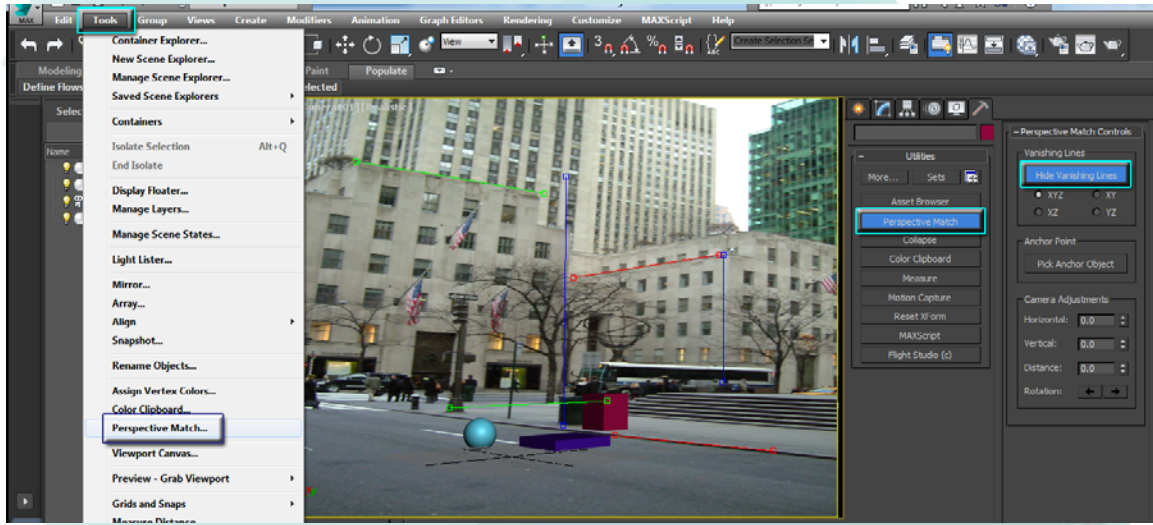 MAX Edit Tools Group Views Create Modifiers Animation Graph Editors Rendering Customize MAXScript Help
View
3
Create Selection Se
Modeling
Paint Populate
Define Flows
elected
Container Explorer...
New Scene Explorer...
Manage Scene Explorer...
Saved Scene Explorers
Containers
Isolate Selection Alt+Q
End Isolate
Display Floater...
Manage Layers...
Manage Scene States...
Light Lister...
Mirror...
Array...
Align
Snapshot...
Rename Objects...
Assign Vertex Colors...
Color Clipboard...
Perspective Match...
Viewport Canvas...
Preview - Grab Viewport
Grids and Snaps
Measure Distance
Selec
Name
Utilities
More... Sets
Asset Browser
Perspective Match
Collapse
Color Clipboard
Measure
Motion Capture
Reset XForm
MAXScript
Flight Studio (c)
Perspective Match Controls
Vanishing Lines
Hide Vanishing Lines
XYZ XY
XZ YZ
Anchor Point
Pick Anchor Object
Camera Adjustments
Horizontal: 0.0
Vertical: 0.0
Distance: 0.0
Rotation: